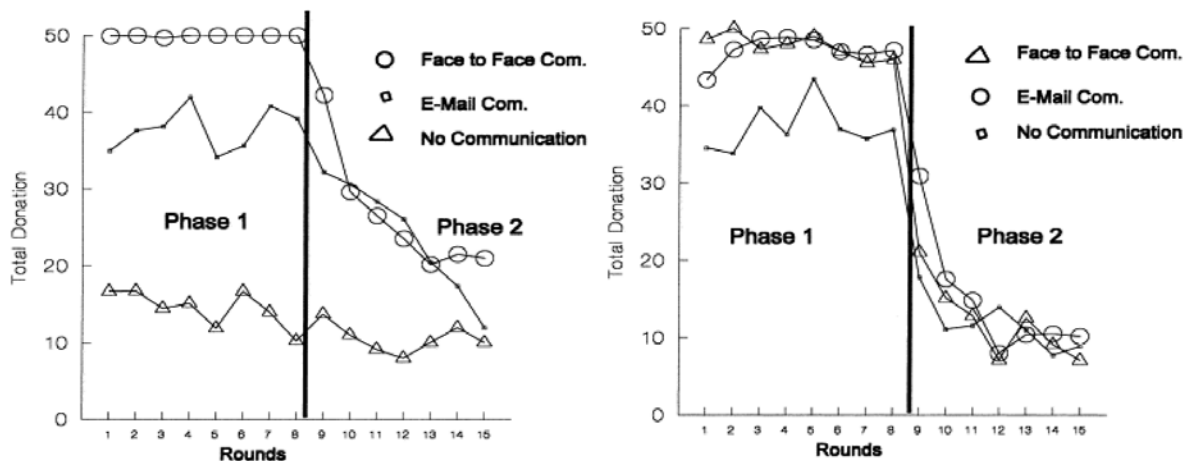 50
40
30
20
10
0
Total Donation
Face to Face Com.
E-Mail Com.
No Communication
Phase 1
Phase 2
1 2 3 4 5 6 7 8 9 10 11 12 13 14 15
Rounds
50
40
30
20
10
0
Total Donation
Face to Face Com.
E-Mail Com.
No Communication
Phase 1
Phase 2
1 2 3 4 5 6 7 8 9 10 11 12 13 14 15
Rounds